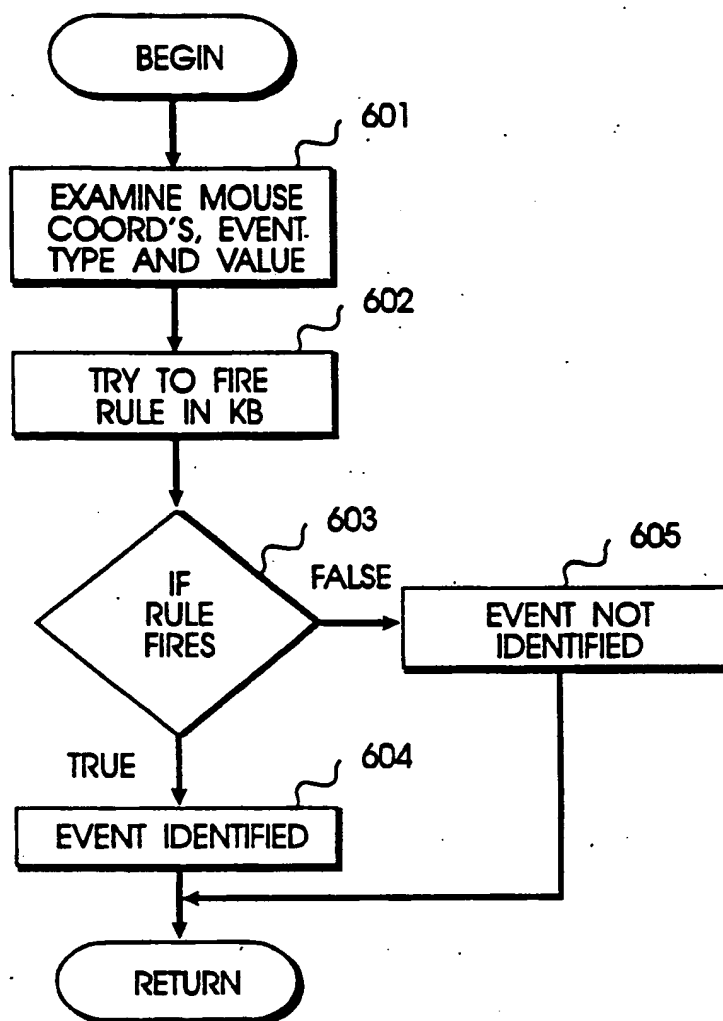 BEGIN
601
EXAMINE MOUSE
COORD'S, EVENT-
TYPE AND VALUE
602
TRY TO FIRE
RULE IN KB
603
IF
RULE
FIRES
FALSE
605
EVENT NOT
IDENTIFIED
TRUE
604
EVENT IDENTIFIED
RETURN